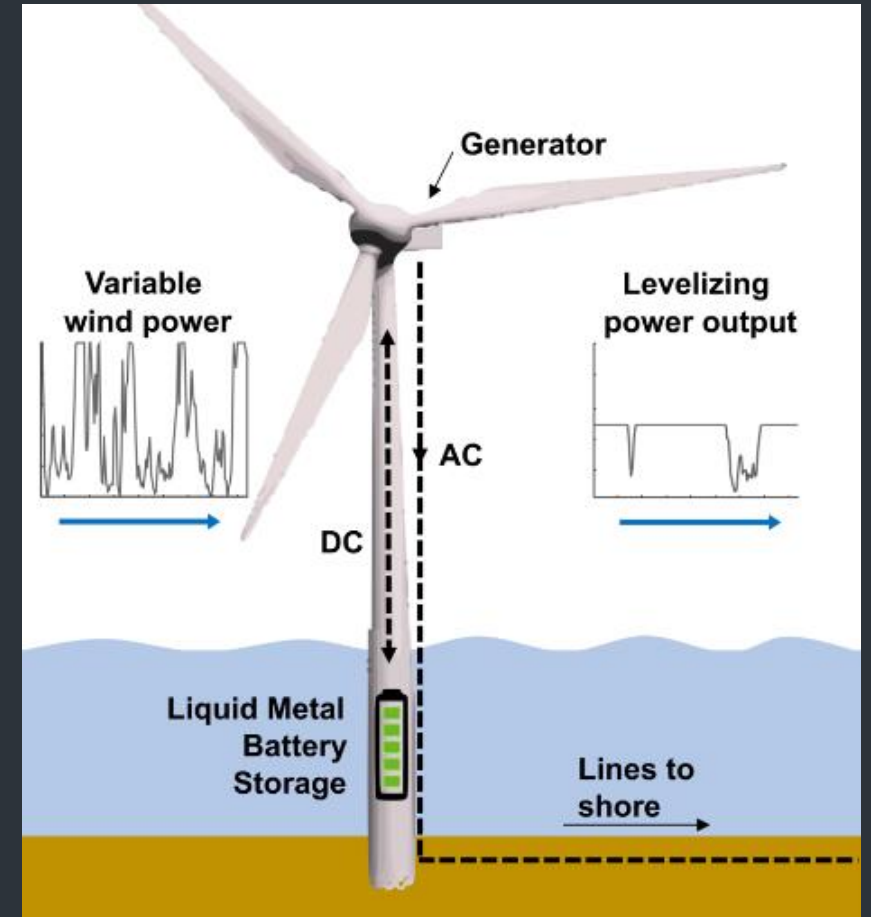 Generator
Variable
wind power
Levelizing
power output
AC
DC
Liquid Metal
Battery
Storage
Lines to
shore